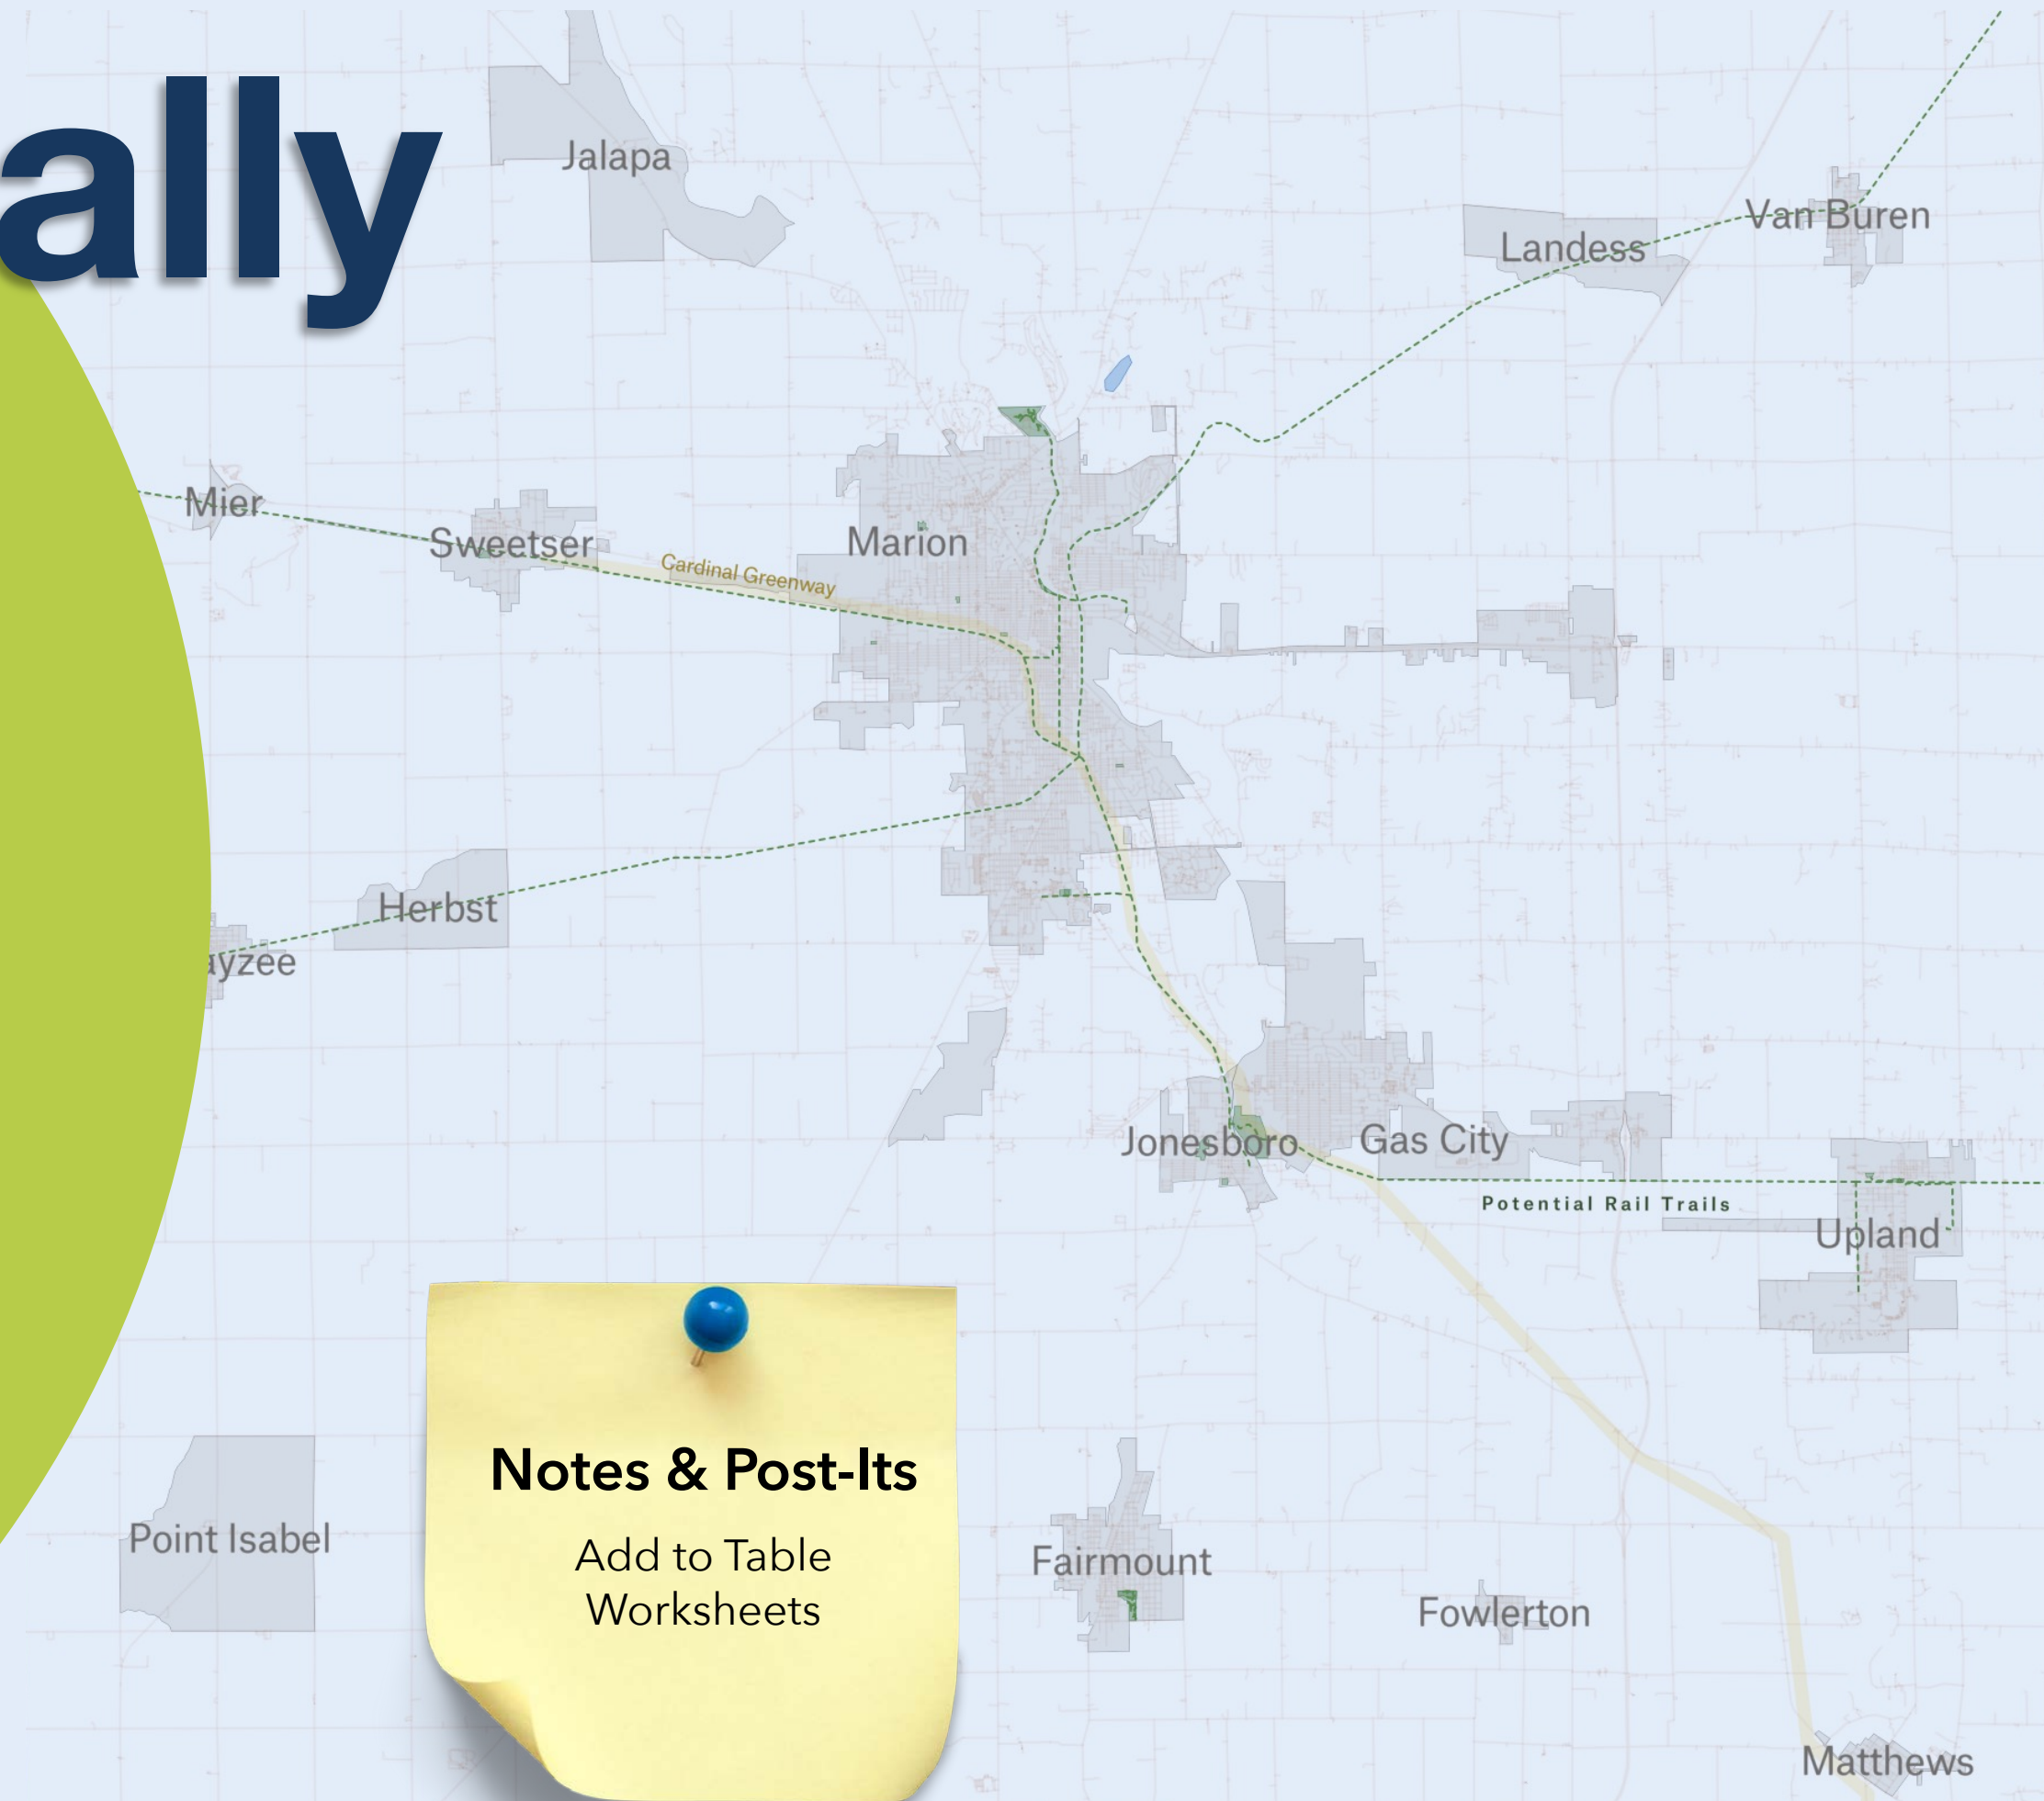 ally
Jalapa
Van Buren
Landess
Mier
Sweetser
Marion
Cardinal Greenway
Herbst
ayzee
Jonesboro
Gas City
Potential Rail Trails
Upland
Notes & Post-Its
Add to Table
Worksheets
Point Isabel
Fairmount
Fowlerton
Matthews